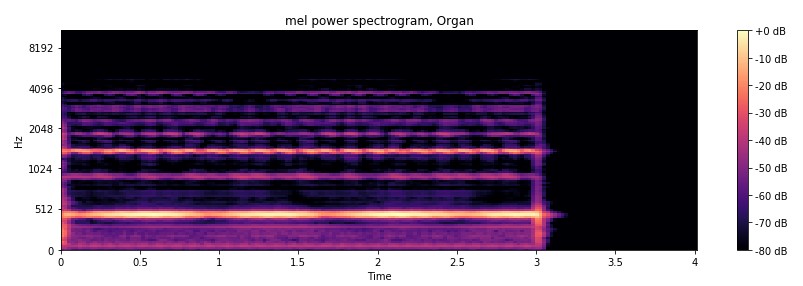 mel power spectrogram, Organ
8192
4096
2048
1024
512
0
Hz
0
0.5
1
1.5
2
2.5
3
3.5
4
Time
+0 dB
-10 dB
-20 dB
-30 dB
-40 dB
-50 dB
-60 dB
-70 dB
-80 dB